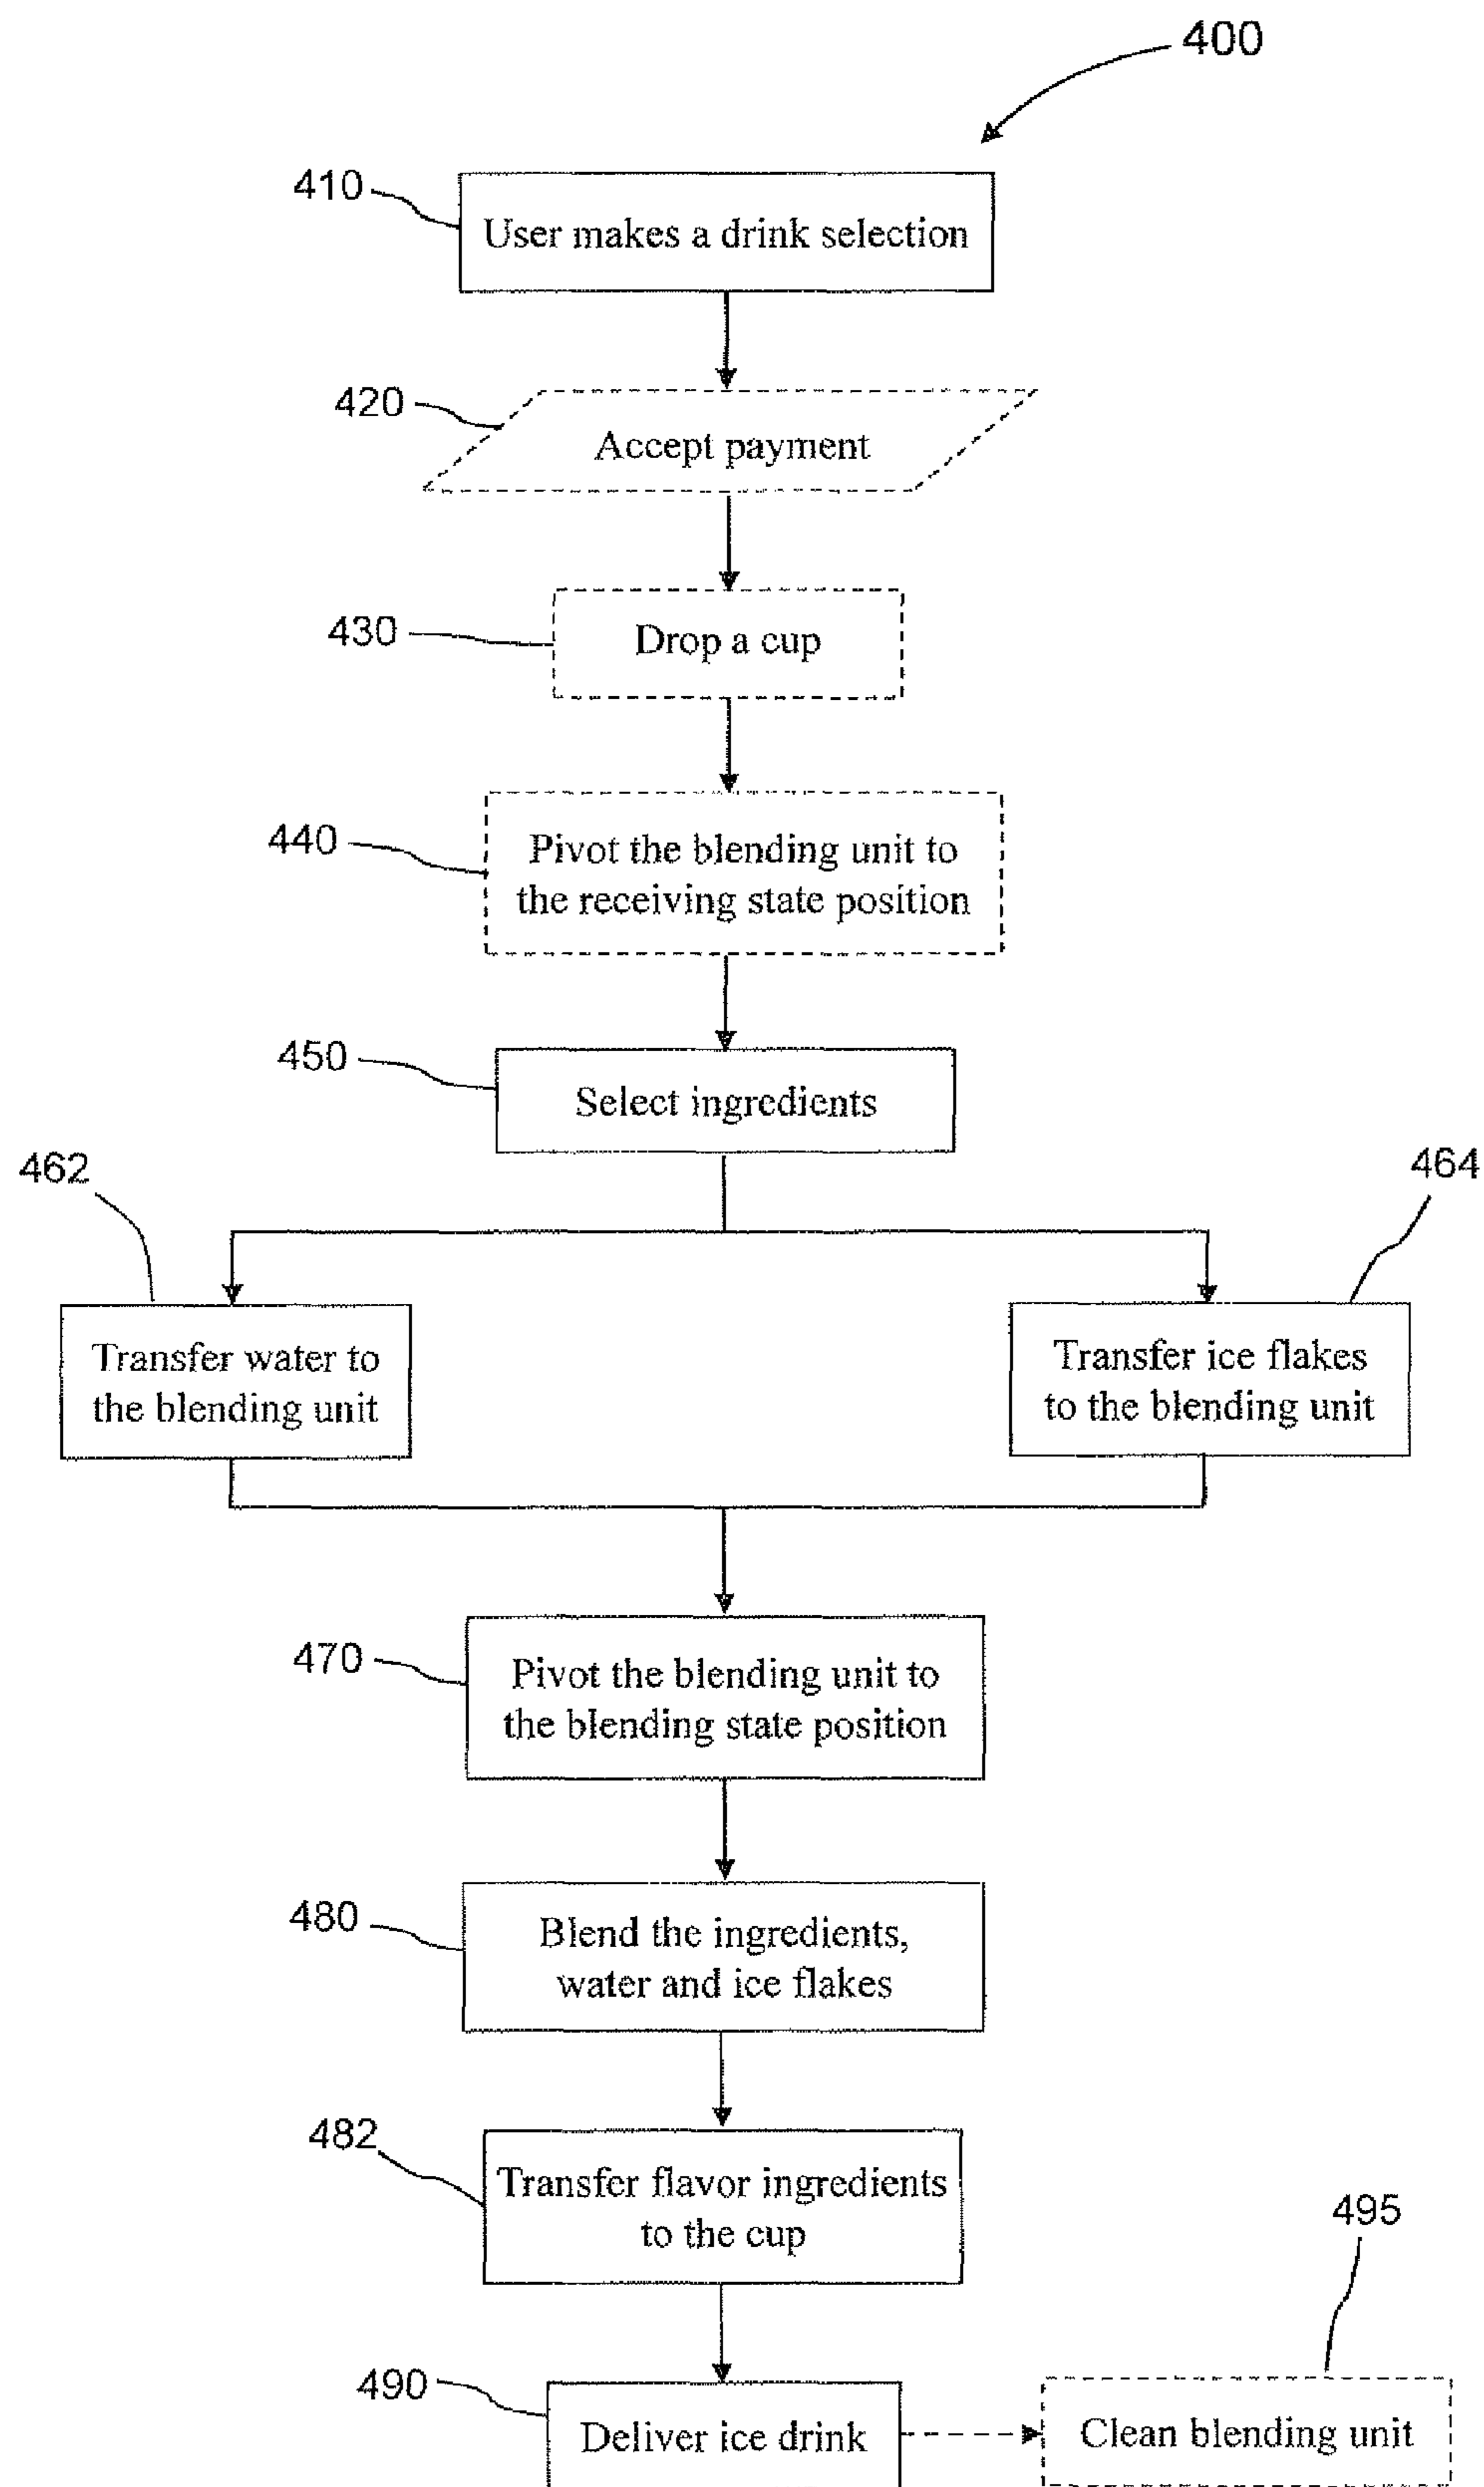 400
410
User makes a drink selection
420
Accept payment
430
Drop a cup
440
Pivot the blending unit to
the receiving state position
450
Select ingredients
462
464
Transfer water to
the blending unit
Transfer ice flakes
to the blending unit
470
Pivot the blending unit to
the blending state position
480
Blend the ingredients,
water and ice flakes
482
Transfer flavor ingredients
to the cup
490
Deliver ice drink
495
Clean blending unit